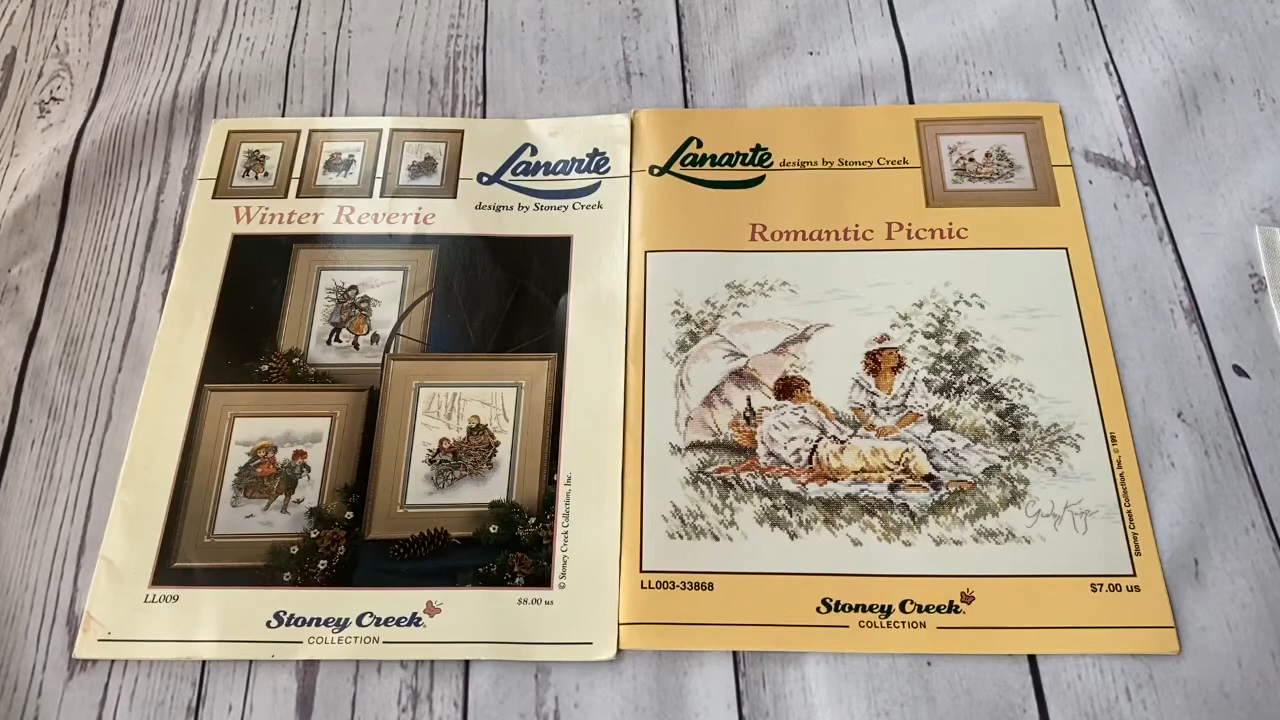 Lanarte
designs by Stoney Creek
Winter Reverie
© Stoney Creek Collection, Inc.
LL009
$8.00 us
Stoney Creek
COLLECTION
Lanarte designs by Stoney Creek
Romantic Picnic
Stoney Creek Collection, Inc., © 1991
LL003-33868
$7.00 us
Stoney Creek
COLLECTION